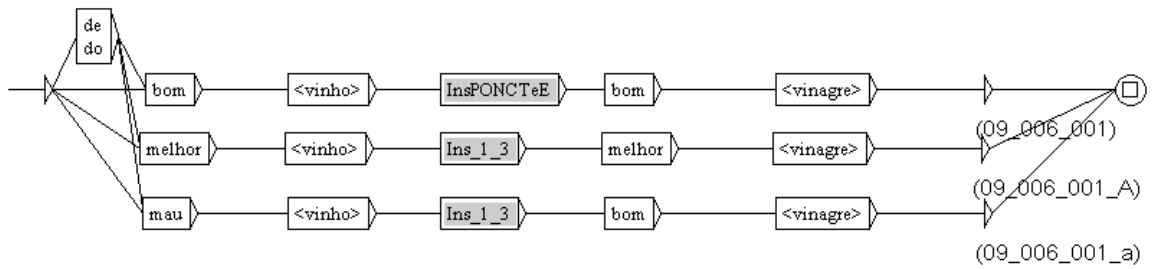 de
do
bom <vinho> InsPONCTeE bom <vinagre>
(09_006_001)
melhor <vinho> Ins_1_3 melhor <vinagre>
(09_006_001_A)
mau <vinho> Ins_1_3 bom <vinagre>
(09_006_001_a)